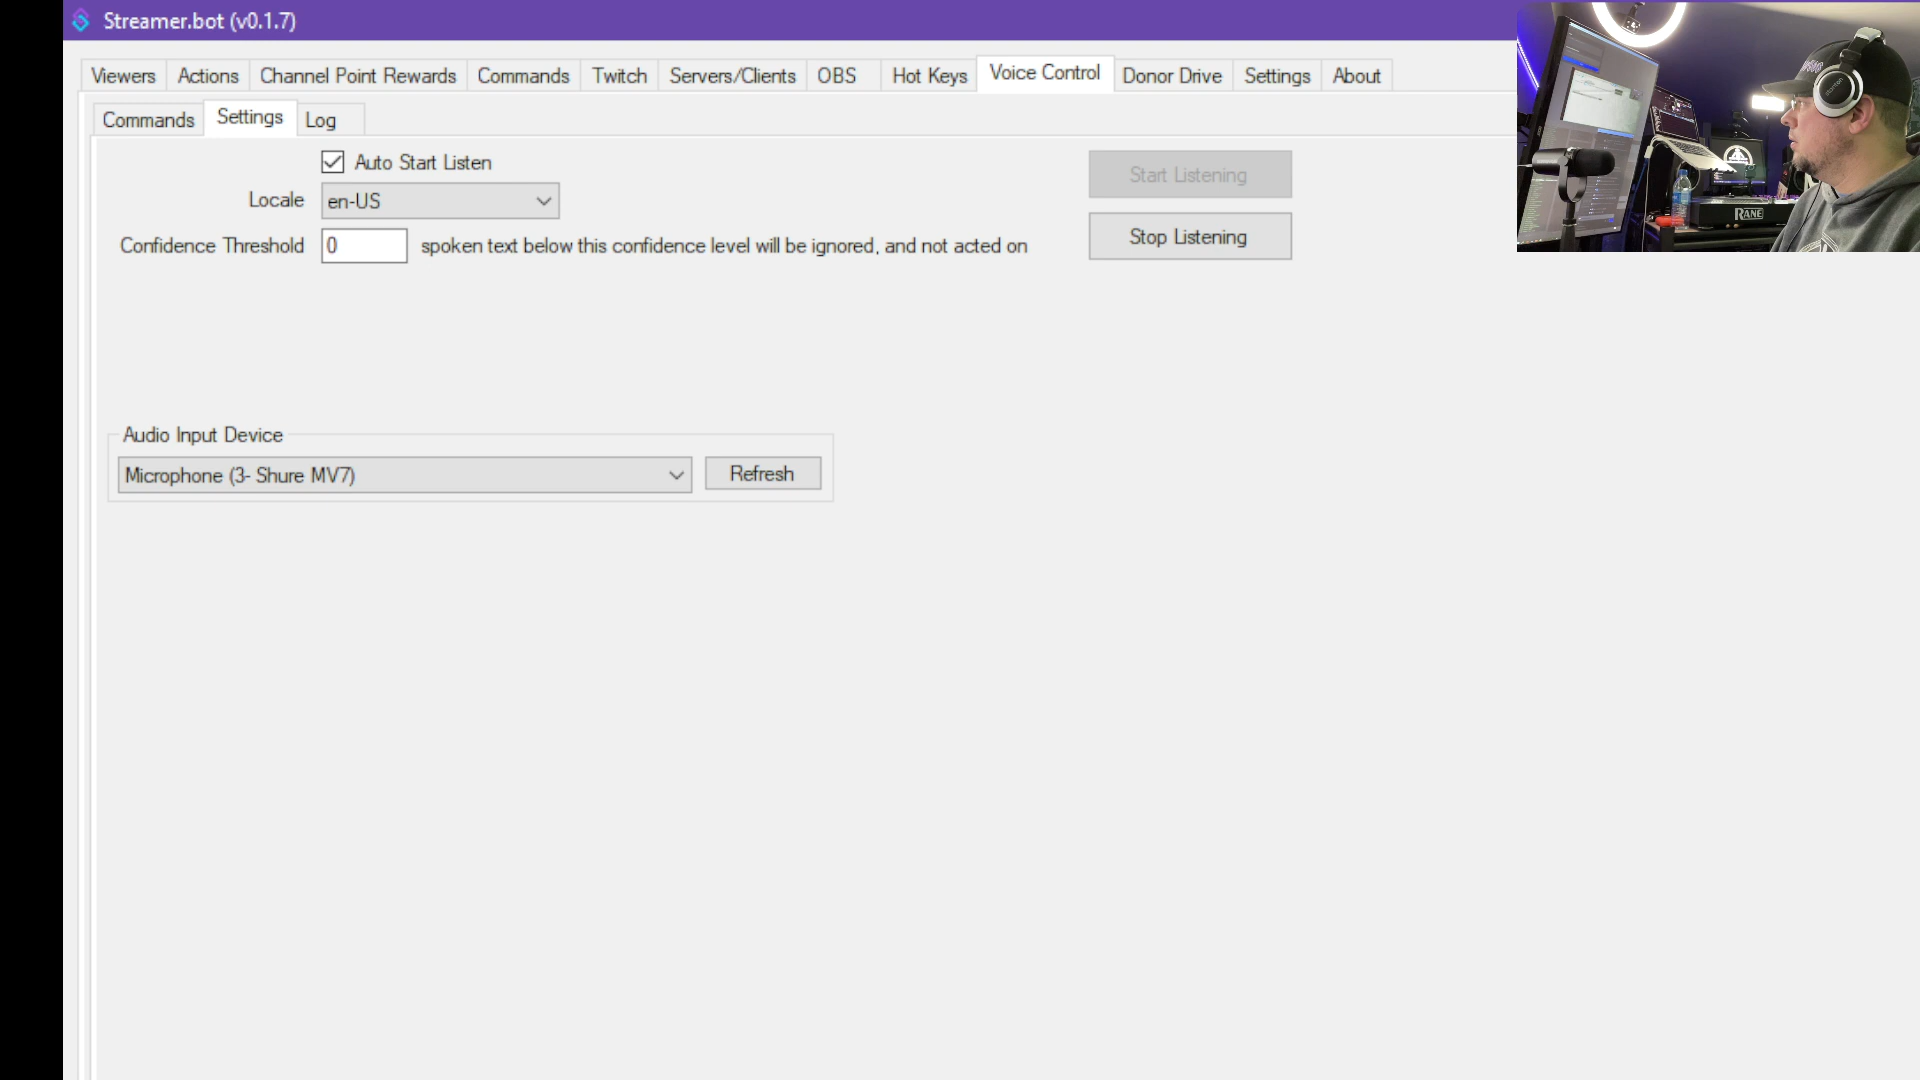 Streamer.bot (v0.1.7)
Viewers Actions Channel Point Rewards Commands Twitch Servers/Clients OBS Hot Keys Voice Control Donor Drive Settings About
Commands Settings Log
Auto Start Listen
Start Listening
Locale en-US
Stop Listening
Confidence Threshold 0 spoken text below this confidence level will be ignored, and not acted on
Audio Input Device
Microphone (3- Shure MV7) Refresh
RANE